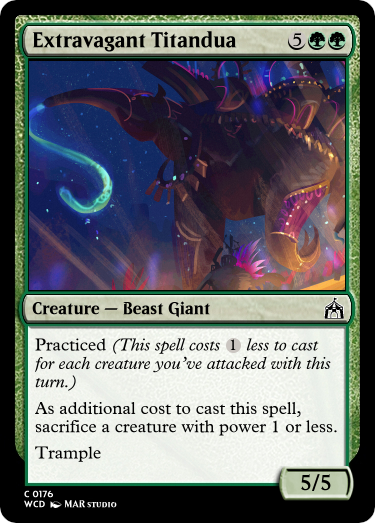 Extravagant Titandua 5
Creature — Beast Giant
Practiced (This spell costs 1 less to cast
for each creature you've attacked with this
turn.)
As additional cost to cast this spell,
sacrifice a creature with power 1 or less.
Trample
5/5
C 0176
WCD MAR STUDIO